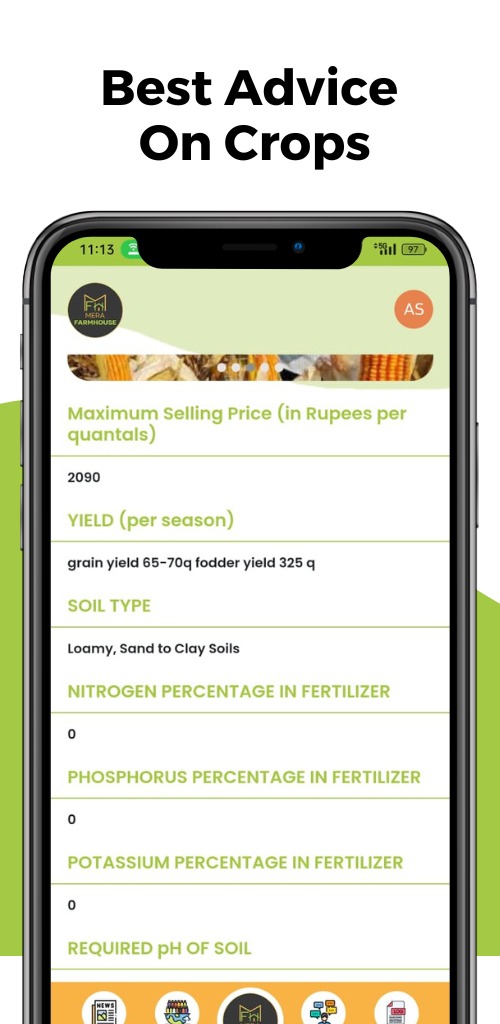 Best Advice
On Crops
11:13
5G
97
MERA
FARMHOUSE
AS
Maximum Selling Price (in Rupees per
quantals)
2090
YIELD (per season)
grain yield 65-70q fodder yield 325 q
SOIL TYPE
Loamy, Sand to Clay Soils
NITROGEN PERCENTAGE IN FERTILIZER
0
PHOSPHORUS PERCENTAGE IN FERTILIZER
0
POTASSIUM PERCENTAGE IN FERTILIZER
0
REQUIRED pH OF SOIL
NEWS